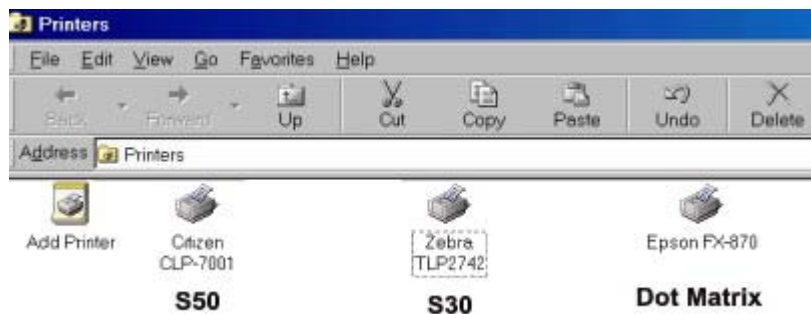 Printers
File Edit View Go Favorites Help
Back Forward Up Cut Copy Paste Undo Delete
Address Printers
Add Printer Citizen CLP-7001 Zebra TLP2742 Epson FX-870
S50 S30 Dot Matrix